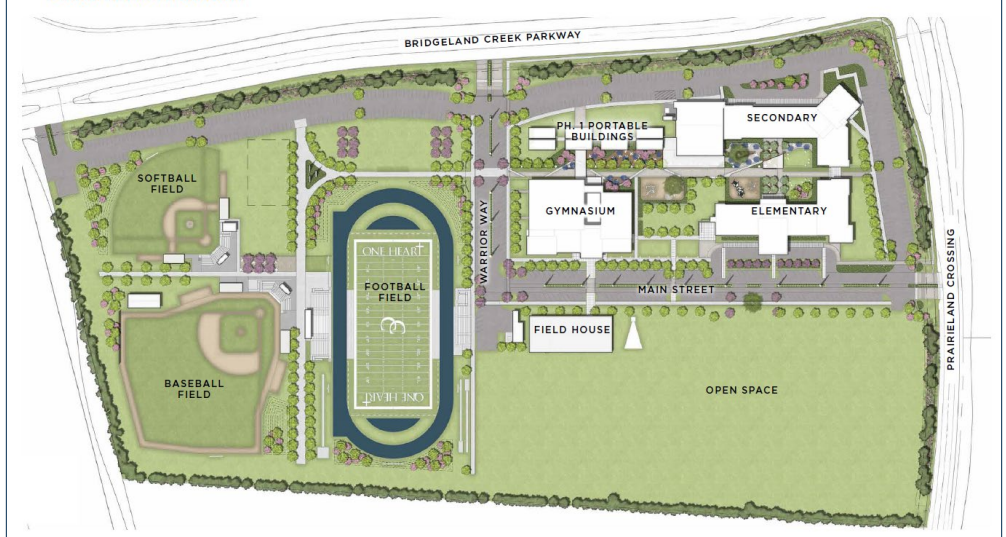 BRIDGELAND CREEK PARKWAY
SECONDARY
PH. 1 PORTABLE
BUILDINGS
SOFTBALL
FIELD
GYMNASIUM
ELEMENTARY
WARRIOR WAY
ONE HEART
FOOTBALL
FIELD
MAIN STREET
PRAIRIELAND CROSSING
FIELD HOUSE
CC
BASEBALL
FIELD
OPEN SPACE
ONE HEART